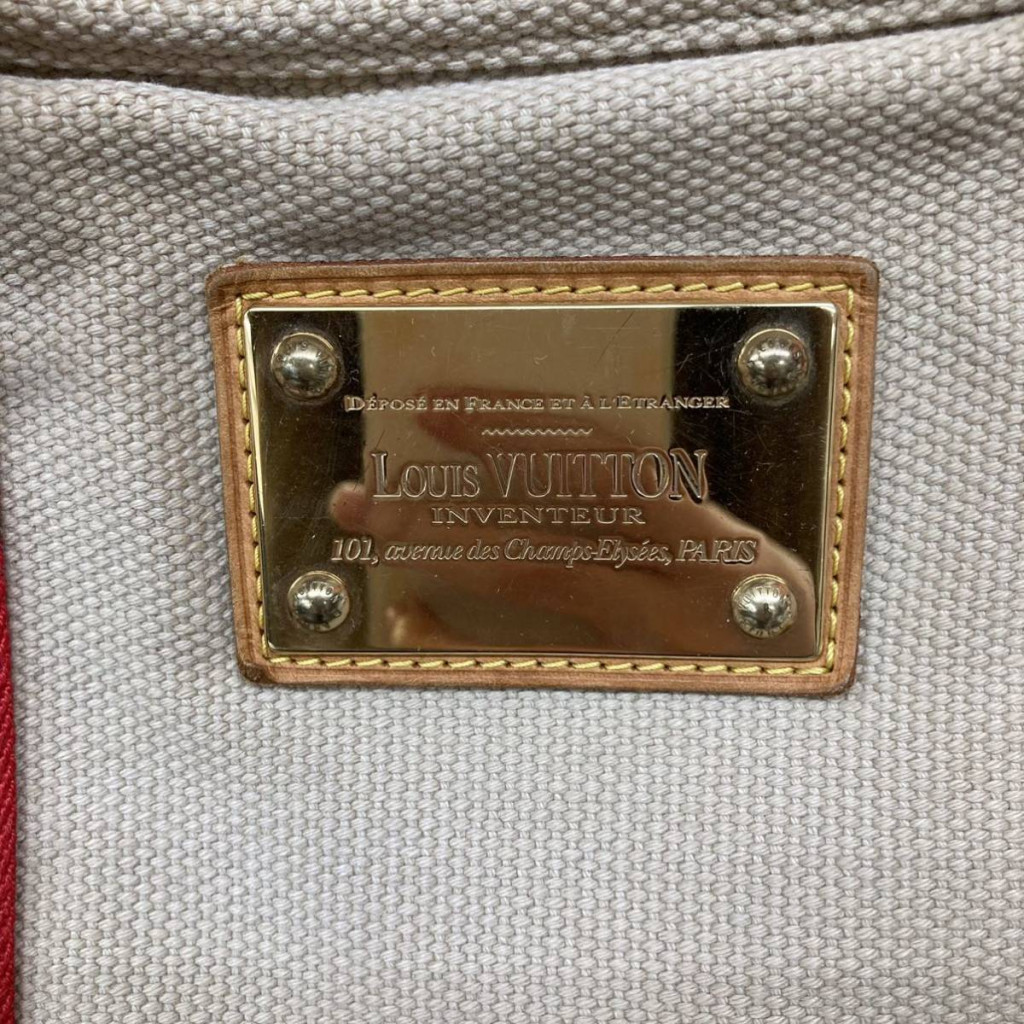 DÉPOSÉ EN FRANCE ET À L'ETRANGER
LOUIS VUITTON
INVENTEUR
101, avenue des Champs-Elysées, PARIS